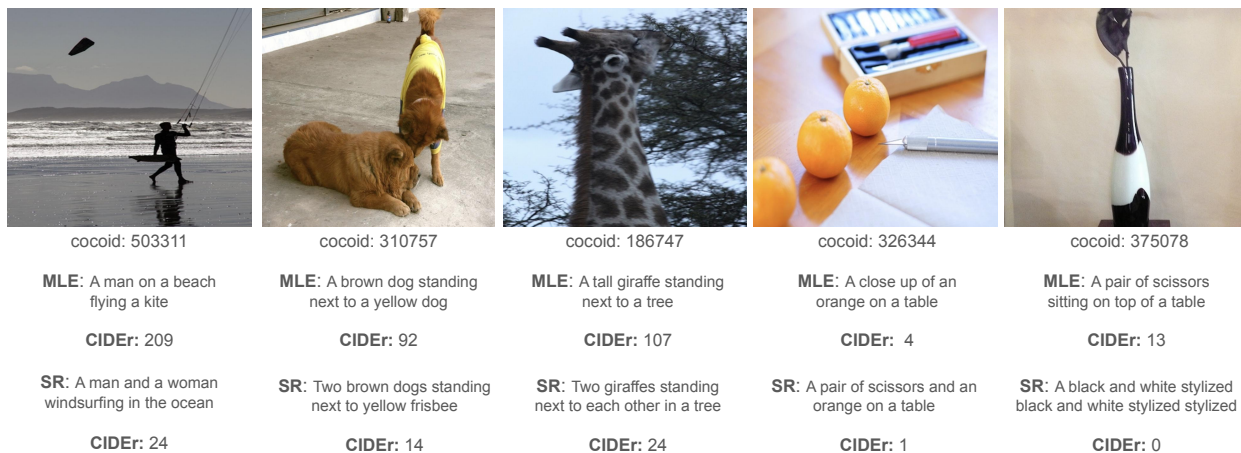 cocoid: 503311
MLE: A man on a beach
flying a kite
CIDEr: 209
SR: A man and a woman
windsurfing in the ocean
CIDEr: 24
cocoid: 310757
MLE: A brown dog standing
next to a yellow dog
CIDEr: 92
SR: Two brown dogs standing
next to yellow frisbee
CIDEr: 14
cocoid: 186747
MLE: A tall giraffe standing
next to a tree
CIDEr: 107
SR: Two giraffes standing
next to each other in a tree
CIDEr: 24
cocoid: 326344
MLE: A close up of an
orange on a table
CIDEr: 4
SR: A pair of scissors and an
orange on a table
CIDEr: 1
cocoid: 375078
MLE: A pair of scissors
sitting on top of a table
CIDEr: 13
SR: A black and white stylized
black and white stylized stylized
CIDEr: 0